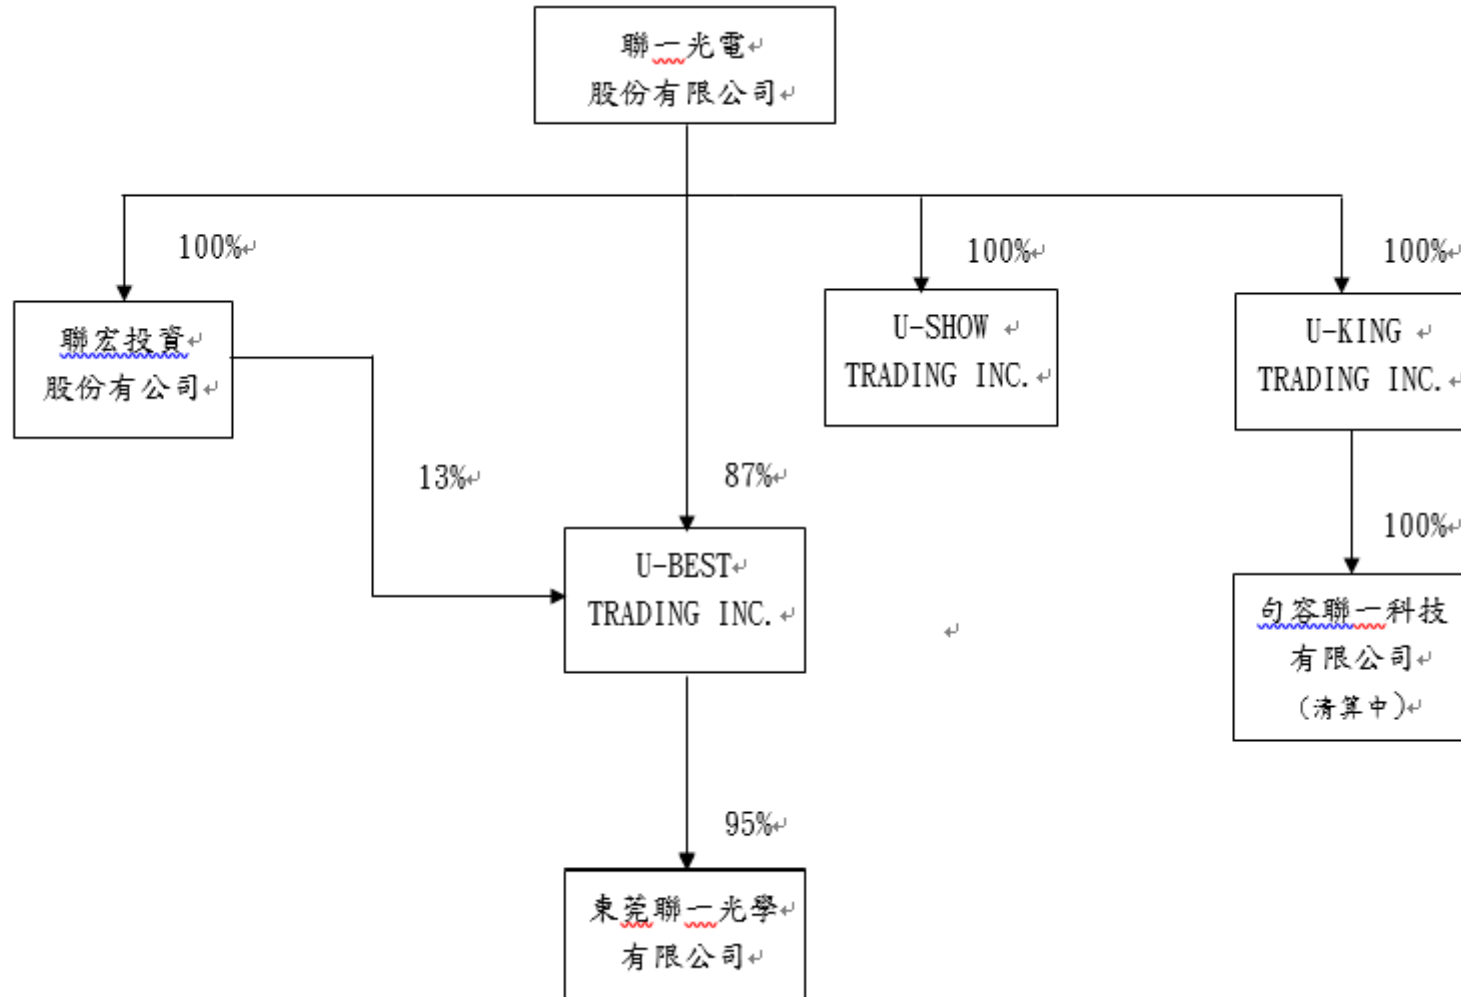 聯一光電
股份有限公司
100%
100%
100%
聯宏投資
股份有公司
U-SHOW
TRADING INC.
U-KING
TRADING INC.
13%
87%
100%
U-BEST
TRADING INC.
句容聯一科技
有限公司
(清算中)
95%
東莞聯一光學
有限公司